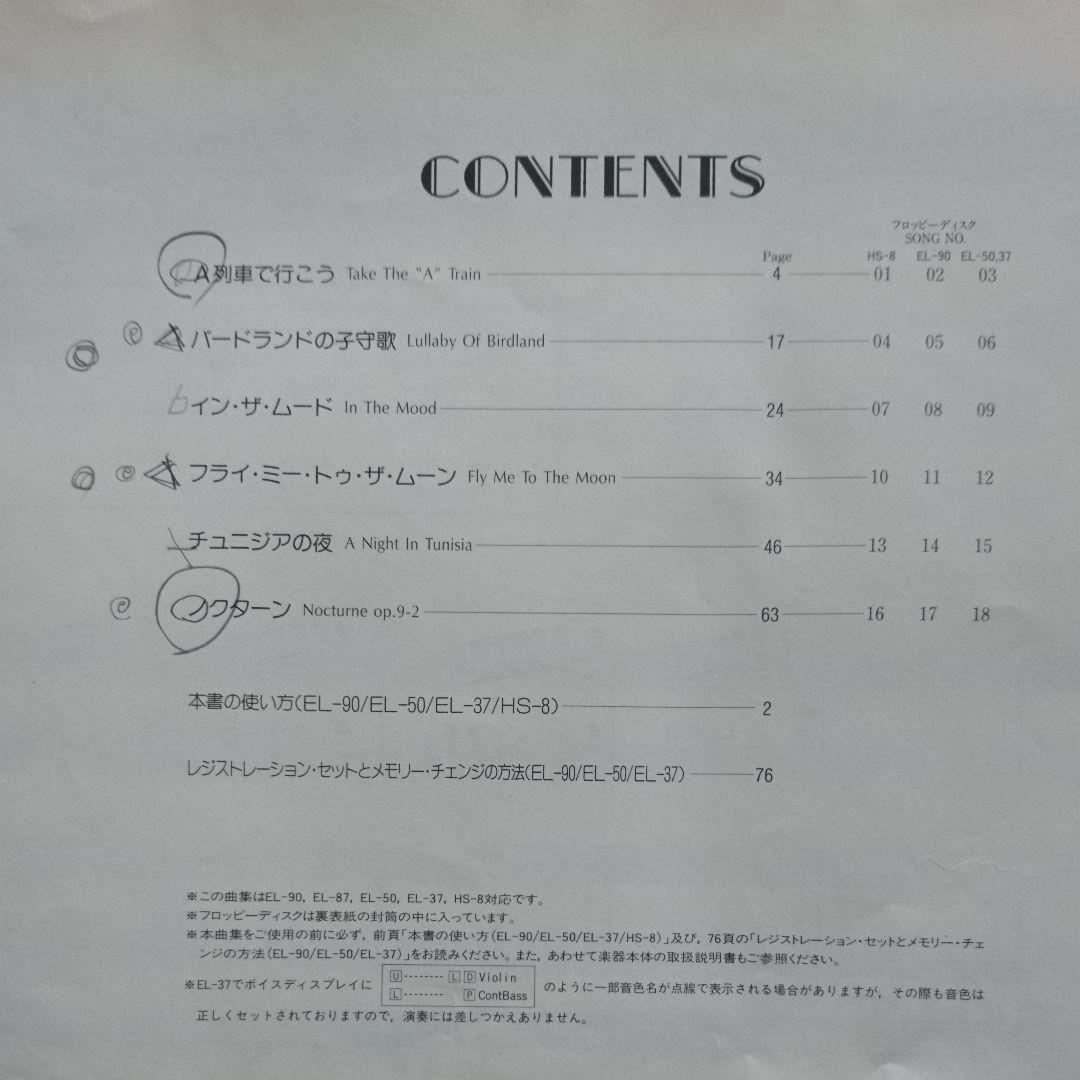 CONTENTS
フロッピーディスク
SONG NO.
Page HS-8 EL-90 EL-50,37
A列車で行こう Take The "A" Train 4 01 02 03
バードランドの子守歌 Lullaby Of Birdland 17 04 05 06
イン・ザ・ムード In The Mood 24 07 08 09
フライ・ミー・トゥ・ザ・ムーン Fly Me To The Moon 34 10 11 12
チュニジアの夜 A Night In Tunisia 46 13 14 15
ノクターン Nocturne op.9-2 63 16 17 18
本書の使い方(EL-90/EL-50/EL-37/HS-8) 2
レジストレーション・セットとメモリー・チェンジの方法(EL-90/EL-50/EL-37) 76
※この曲集はEL-90, EL-87, EL-50, EL-37, HS-8対応です。
※フロッピーディスクは裏表紙の封筒の中に入っています。
※本曲集をご使用の前に必ず，前頁「本書の使い方(EL-90/EL-50/EL-37/HS-8)」及び，76頁の「レジストレーション・セットとメモリー・チェ
ンジの方法(EL-90/EL-50/EL-37)」をお読みください。また，あわせて楽器本体の取扱説明書もご参照ください。
※EL-37でボイスディスプレイに U-------- L D Violin のように一部音色名が点線で表示される場合がありますが，その際も音色は
L-------- P ContBass
正しくセットされておりますので，演奏には差しつかえありません。